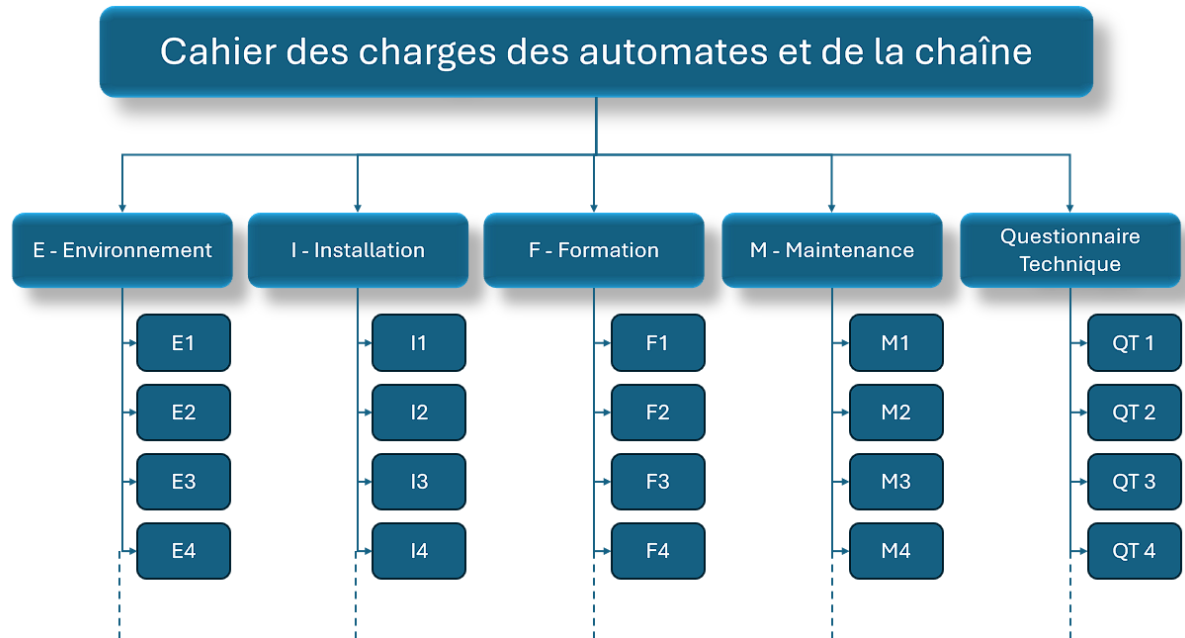 Cahier des charges des automates et de la chaîne
E - Environnement
I - Installation
F - Formation
M - Maintenance
Questionnaire
Technique
E1
I1
F1
M1
QT 1
E2
I2
F2
M2
QT 2
E3
I3
F3
M3
QT 3
E4
I4
F4
M4
QT 4